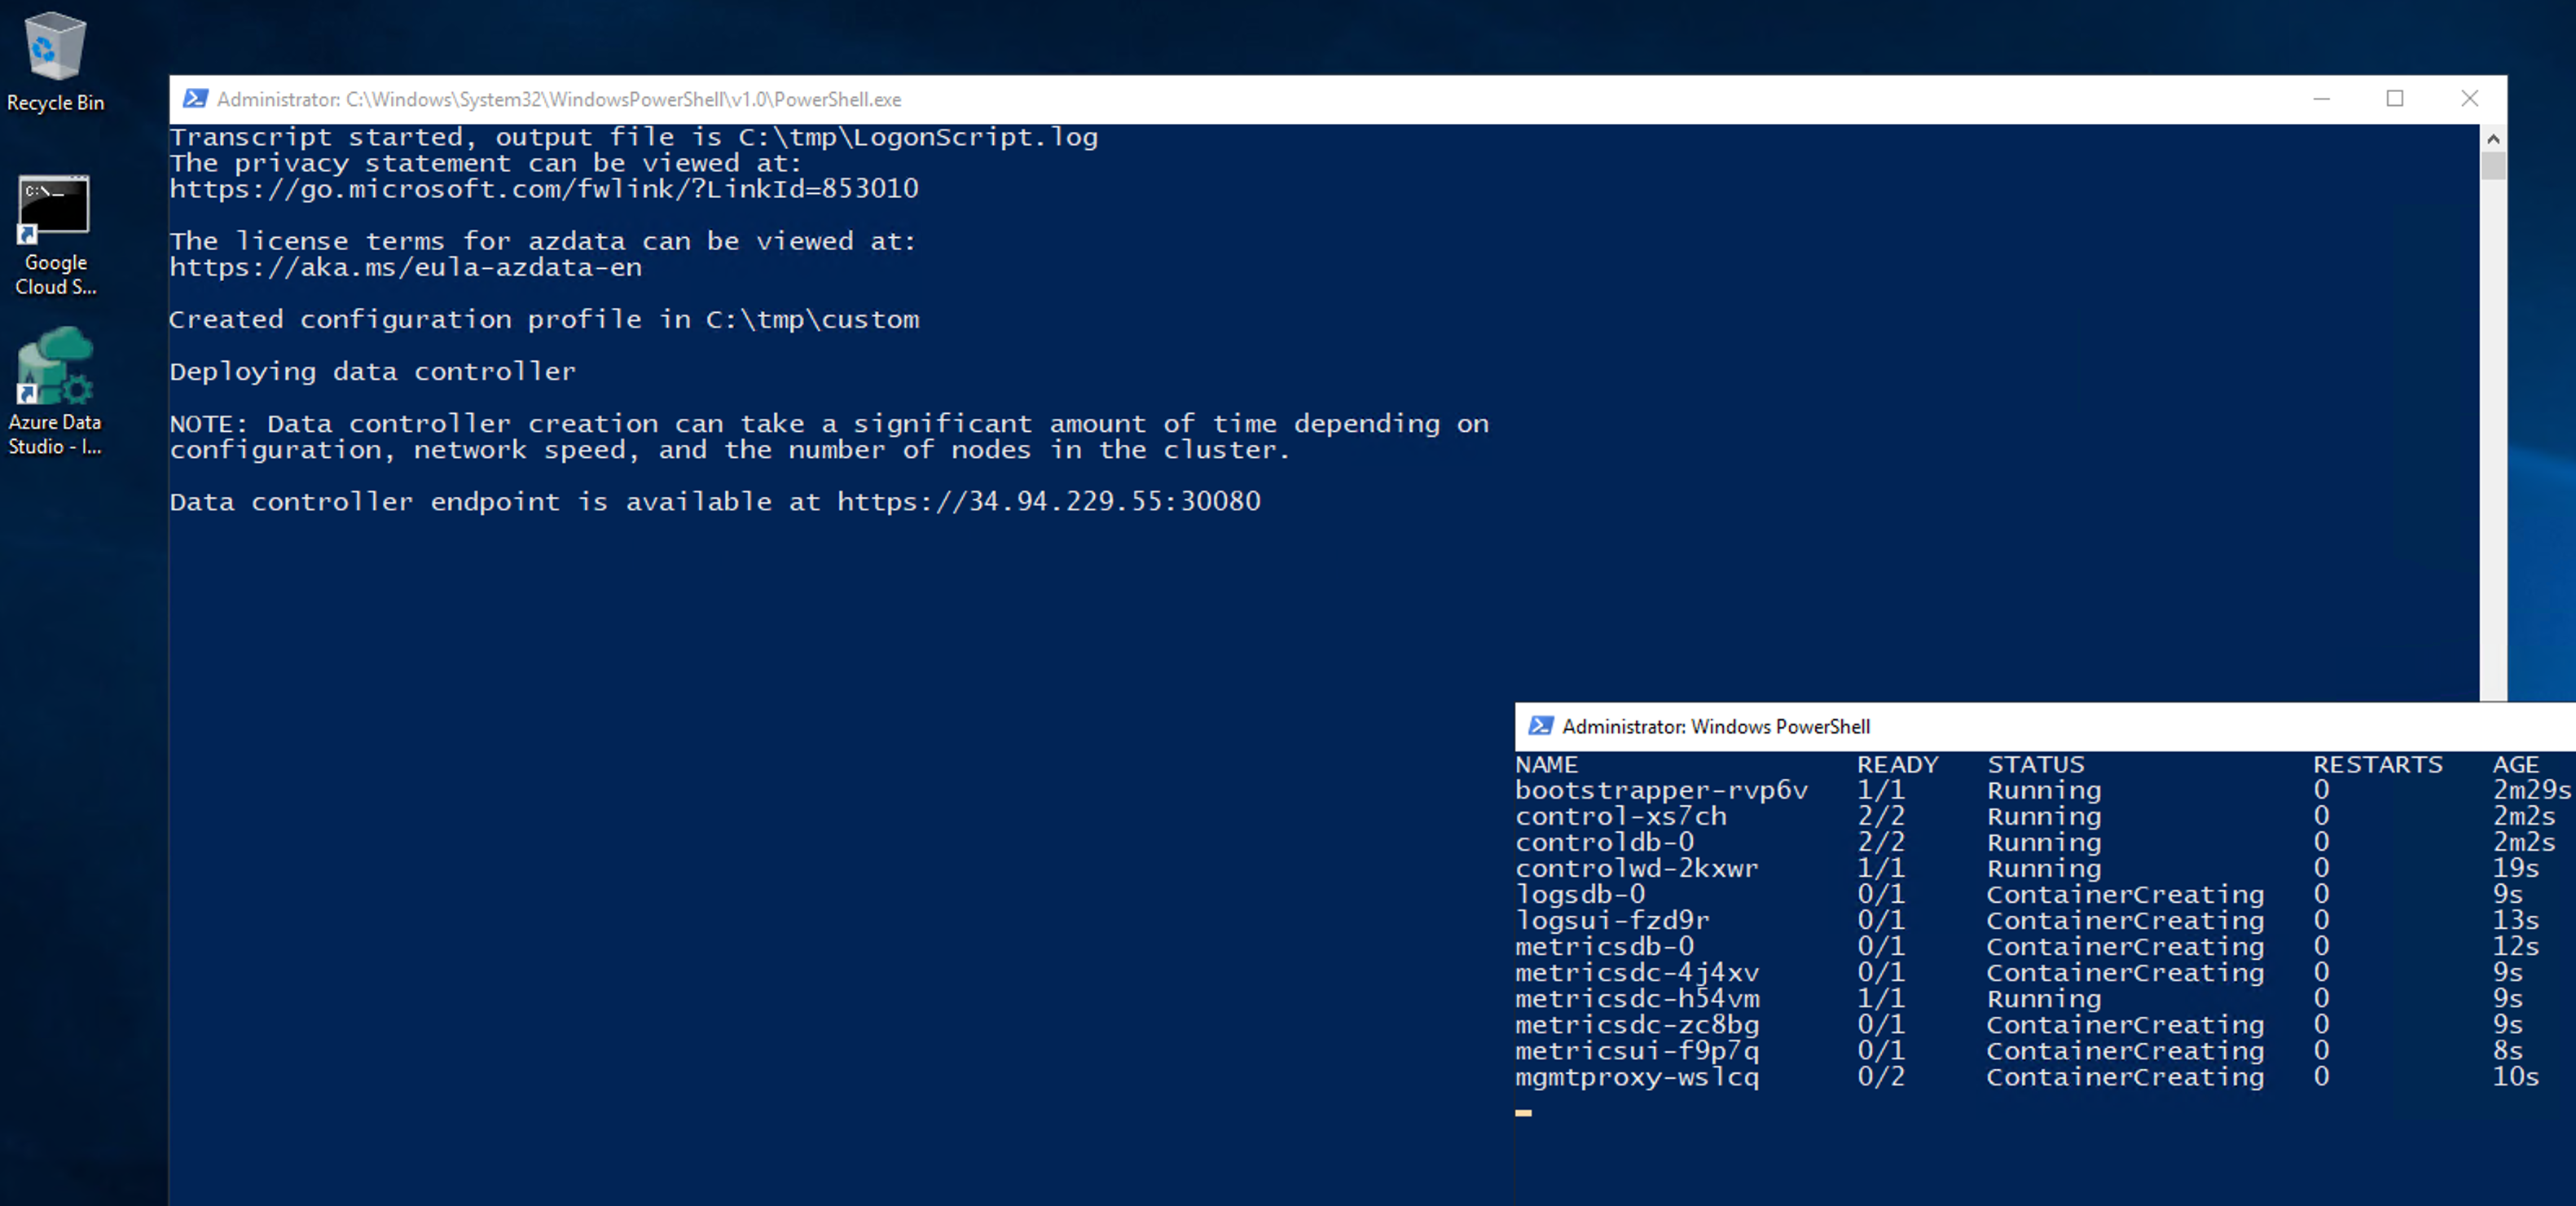 Recycle Bin
Google
Cloud S...
Azure Data
Studio - I...
Administrator: C:\Windows\System32\WindowsPowerShell\v1.0\PowerShell.exe
Transcript started, output file is C:\tmp\LogonScript.log
The privacy statement can be viewed at:
https://go.microsoft.com/fwlink/?LinkId=853010
The license terms for azdata can be viewed at:
https://aka.ms/eula-azdata-en
Created configuration profile in C:\tmp\custom
Deploying data controller
NOTE: Data controller creation can take a significant amount of time depending on
configuration, network speed, and the number of nodes in the cluster.
Data controller endpoint is available at https://34.94.229.55:30080
Administrator: Windows PowerShell
NAME READY STATUS RESTARTS AGE
bootstrapper-rvp6v 1/1 Running 0 2m29s
control-xs7ch 2/2 Running 0 2m2s
controldb-0 2/2 Running 0 2m2s
controlwd-2kxwr 1/1 Running 0 19s
logsdb-0 0/1 ContainerCreating 0 9s
logsui-fzd9r 0/1 ContainerCreating 0 13s
metricsdb-0 0/1 ContainerCreating 0 12s
metricsdc-4j4xv 0/1 ContainerCreating 0 9s
metricsdc-h54vm 1/1 Running 0 9s
metricsdc-zc8bg 0/1 ContainerCreating 0 9s
metricsui-f9p7q 0/1 ContainerCreating 0 8s
mgmtproxy-wslcq 0/2 ContainerCreating 0 10s